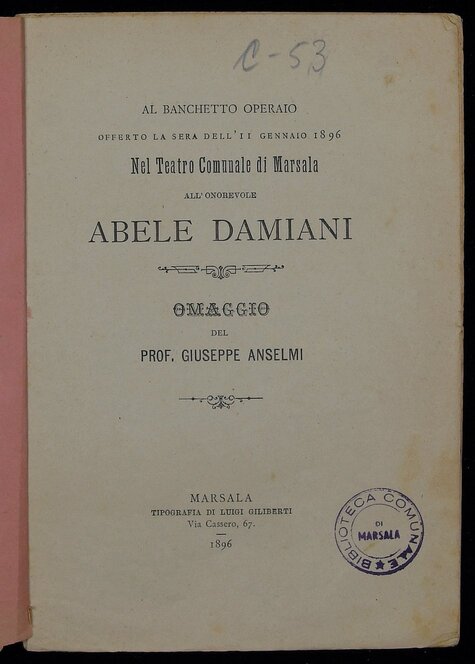 C-53
AL BANCHETTO OPERAIO
OFFERTO LA SERA DELL'11 GENNAIO 1896
Nel Teatro Comunale di Marsala
ALL'ONOREVOLE
ABELE DAMIANI
OMAGGIO
DEL
PROF. GIUSEPPE ANSELMI
MARSALA
TIPOGRAFIA DI LUIGI GILIBERTI
Via Cassero, 67.
1896
BIBLIOTECA COMUNALE
DI
MARSALA